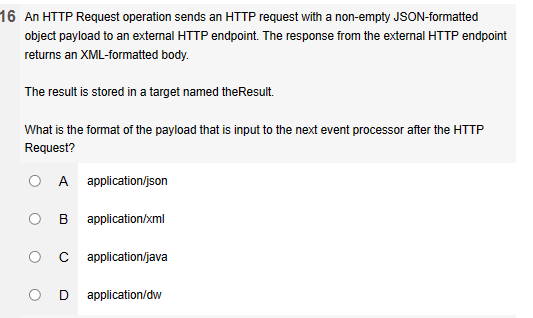 16 An HTTP Request operation sends an HTTP request with a non-empty JSON-formatted
object payload to an external HTTP endpoint. The response from the external HTTP endpoint
returns an XML-formatted body.
The result is stored in a target named theResult.
What is the format of the payload that is input to the next event processor after the HTTP
Request?
A application/json
B application/xml
C application/java
D application/dw